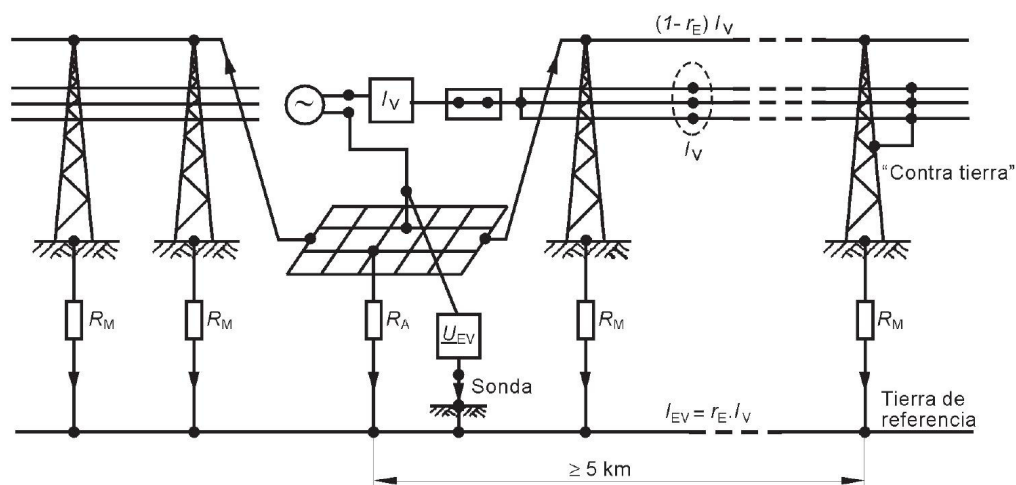 (1- rE) IV
~
IV
IV
"Contra tierra"
RM
RM
RA
UEV
RM
RM
Sonda
Tierra de
referencia
IEV = rE.IV
≥ 5 km